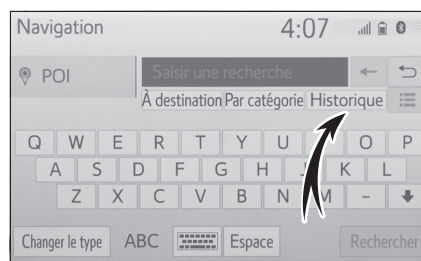 Navigation 4:07
POI Saisir une recherche
À destination Par catégorie Historique
Q W E R T Y U O P
A S D F G H J K L
Z X C V B N M -
Changer le type ABC Espace Rechercher